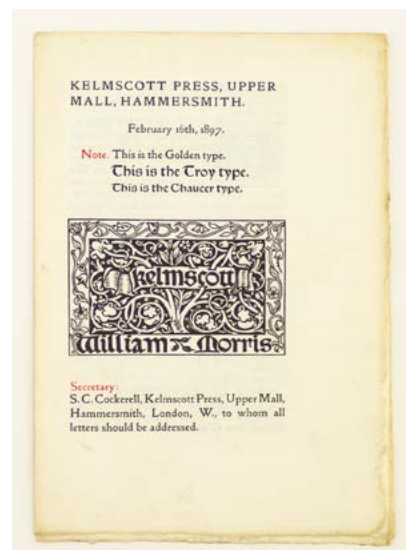 KELMSCOTT PRESS, UPPER
MALL, HAMMERSMITH.
February 16th, 1897.
Note. This is the Golden type.
This is the Troy type.
This is the Chaucer type.
kelmscott
William Morris
Secretary:
S. C. Cockerell, Kelmscott Press, Upper Mall,
Hammersmith, London, W., to whom all
letters should be addressed.